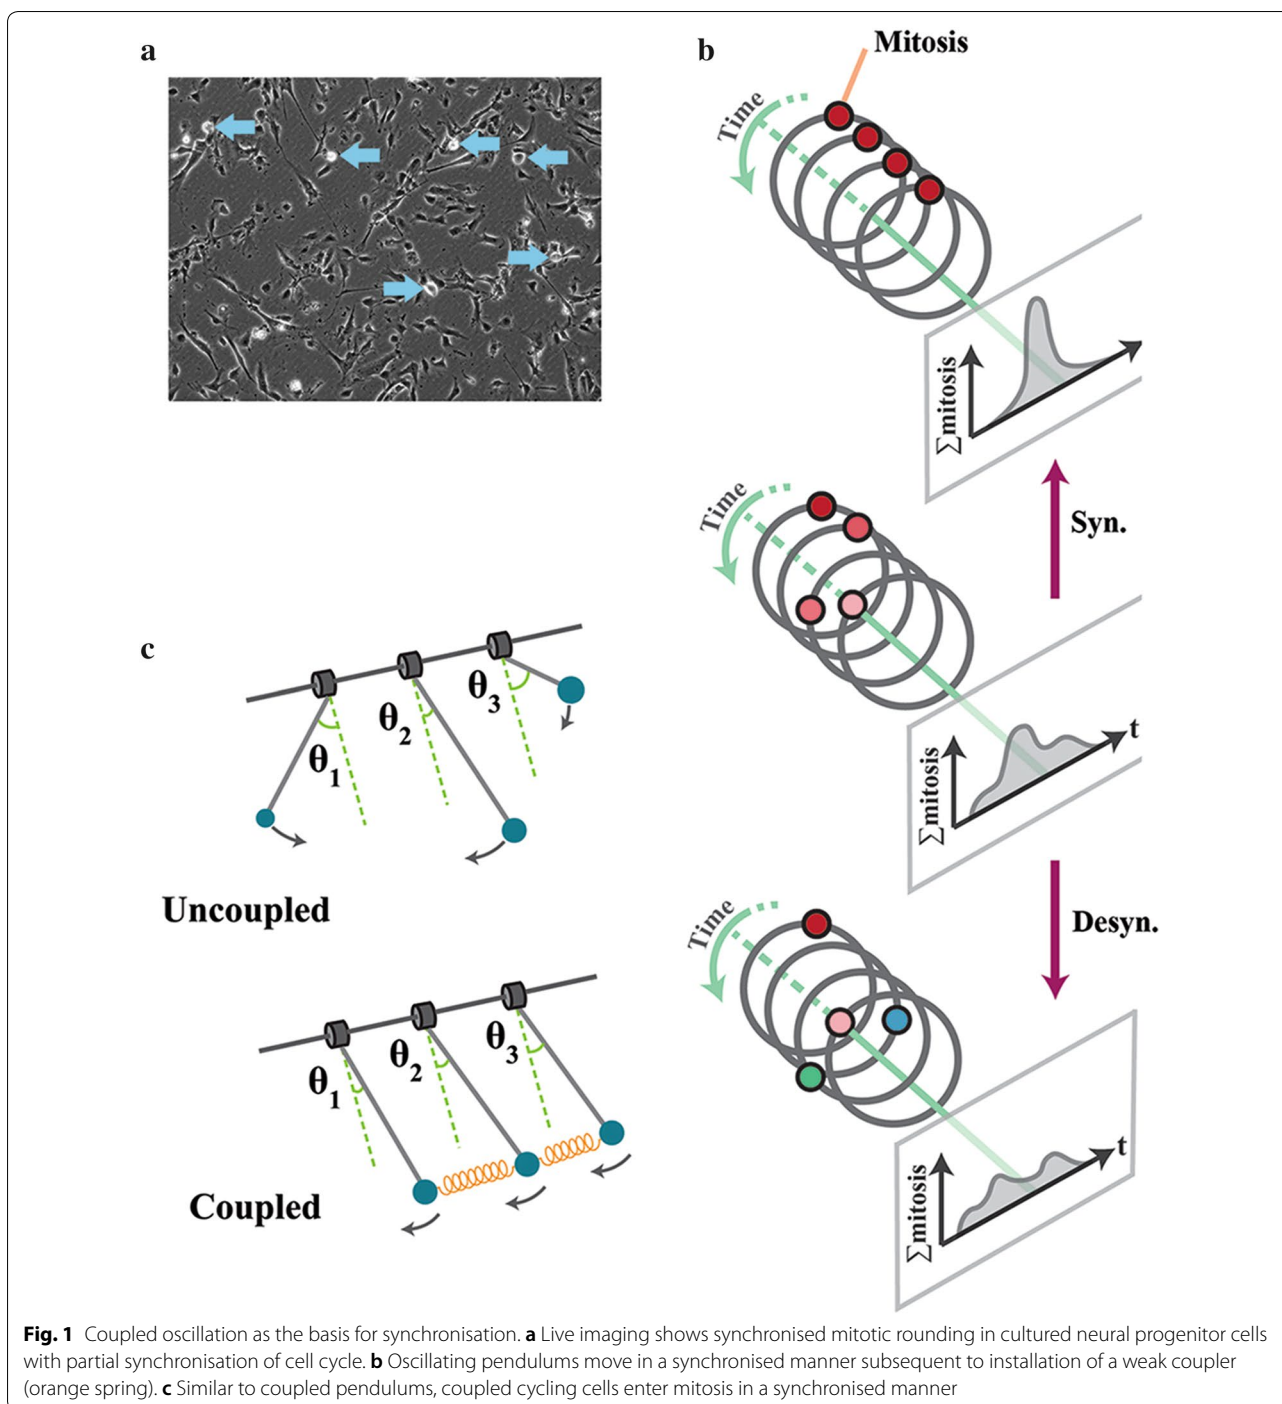 a
b
Mitosis
Time
∑mitosis
Syn.
Time
t
∑mitosis
c
θ1
θ2
θ3
Uncoupled
Desyn.
Time
t
∑mitosis
θ1
θ2
θ3
Coupled
Fig. 1 Coupled oscillation as the basis for synchronisation. a Live imaging shows synchronised mitotic rounding in cultured neural progenitor cells
with partial synchronisation of cell cycle. b Oscillating pendulums move in a synchronised manner subsequent to installation of a weak coupler
(orange spring). c Similar to coupled pendulums, coupled cycling cells enter mitosis in a synchronised manner